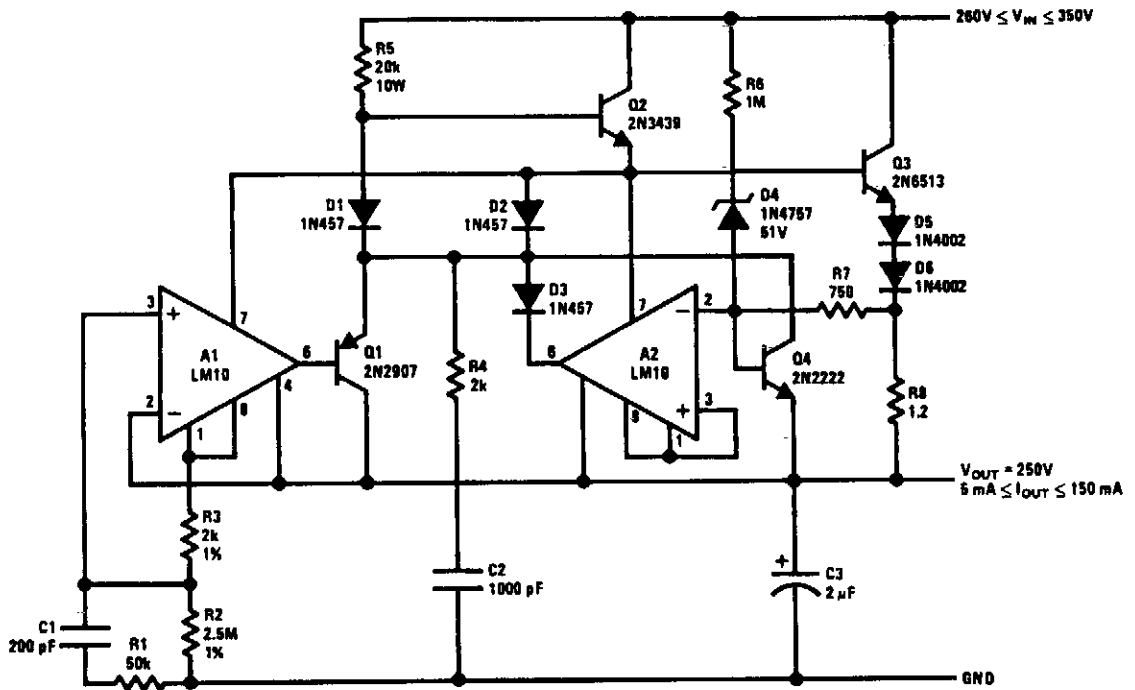 260V ≤ VIN ≤ 350V
R5
20k
10W
R6
1M
Q2
2N3439
Q3
2N6513
D1
1N457
D2
1N457
D4
1N4757
51V
D5
1N4002
D6
1N4002
R7
750
D3
1N457
3
+
7
A1
LM10
6
4
2
−
1
8
Q1
2N2907
R4
2k
6
7
−
2
A2
LM10
+
3
8
1
Q4
2N2222
R8
1.2
VOUT = 250V
5 mA ≤ IOUT ≤ 150 mA
R3
2k
1%
C1
200 pF
R2
2.5M
1%
R1
50k
C2
1000 pF
+
C3
2 μF
GND